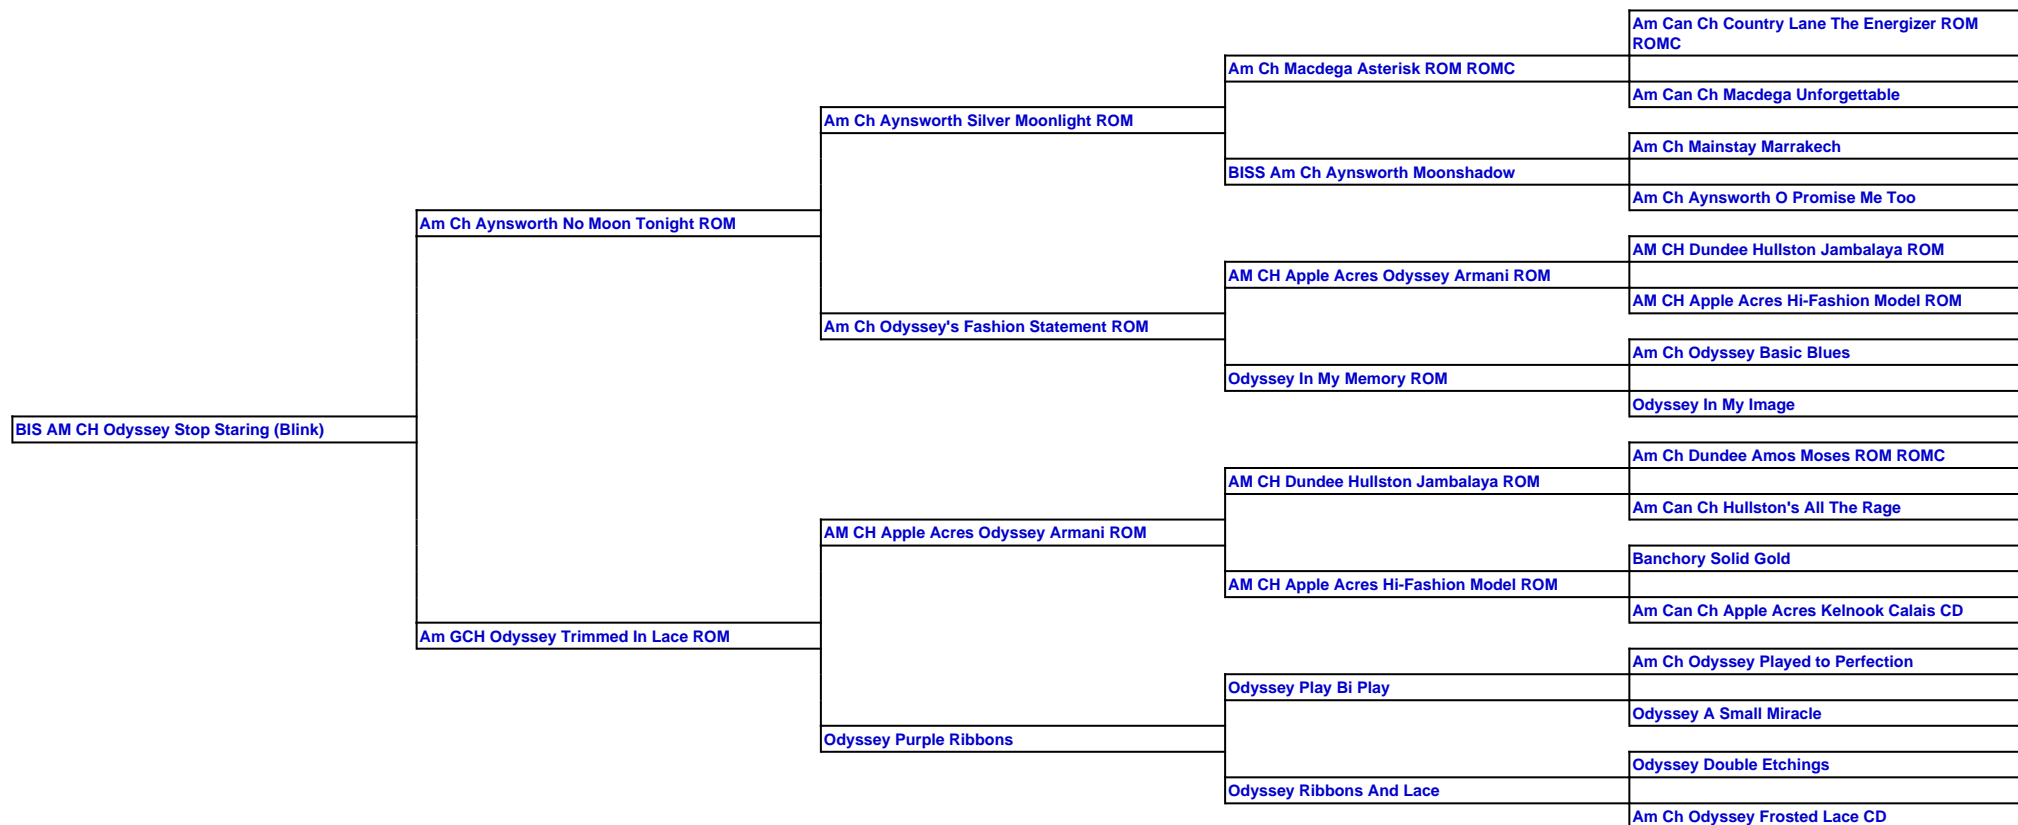 Am Can Ch Country Lane The Energizer ROM
ROMC
Am Ch Macdega Asterisk ROM ROMC
Am Can Ch Macdega Unforgettable
Am Ch Aynsworth Silver Moonlight ROM
Am Ch Mainstay Marrakech
BISS Am Ch Aynsworth Moonshadow
Am Ch Aynsworth O Promise Me Too
Am Ch Aynsworth No Moon Tonight ROM
AM CH Dundee Hullston Jambalaya ROM
AM CH Apple Acres Odyssey Armani ROM
AM CH Apple Acres Hi-Fashion Model ROM
Am Ch Odyssey's Fashion Statement ROM
Am Ch Odyssey Basic Blues
Odyssey In My Memory ROM
Odyssey In My Image
BIS AM CH Odyssey Stop Staring (Blink)
Am Ch Dundee Amos Moses ROM ROMC
AM CH Dundee Hullston Jambalaya ROM
Am Can Ch Hullston's All The Rage
AM CH Apple Acres Odyssey Armani ROM
Banchory Solid Gold
AM CH Apple Acres Hi-Fashion Model ROM
Am Can Ch Apple Acres Kelnook Calais CD
Am GCH Odyssey Trimmed In Lace ROM
Am Ch Odyssey Played to Perfection
Odyssey Play Bi Play
Odyssey A Small Miracle
Odyssey Purple Ribbons
Odyssey Double Etchings
Odyssey Ribbons And Lace
Am Ch Odyssey Frosted Lace CD